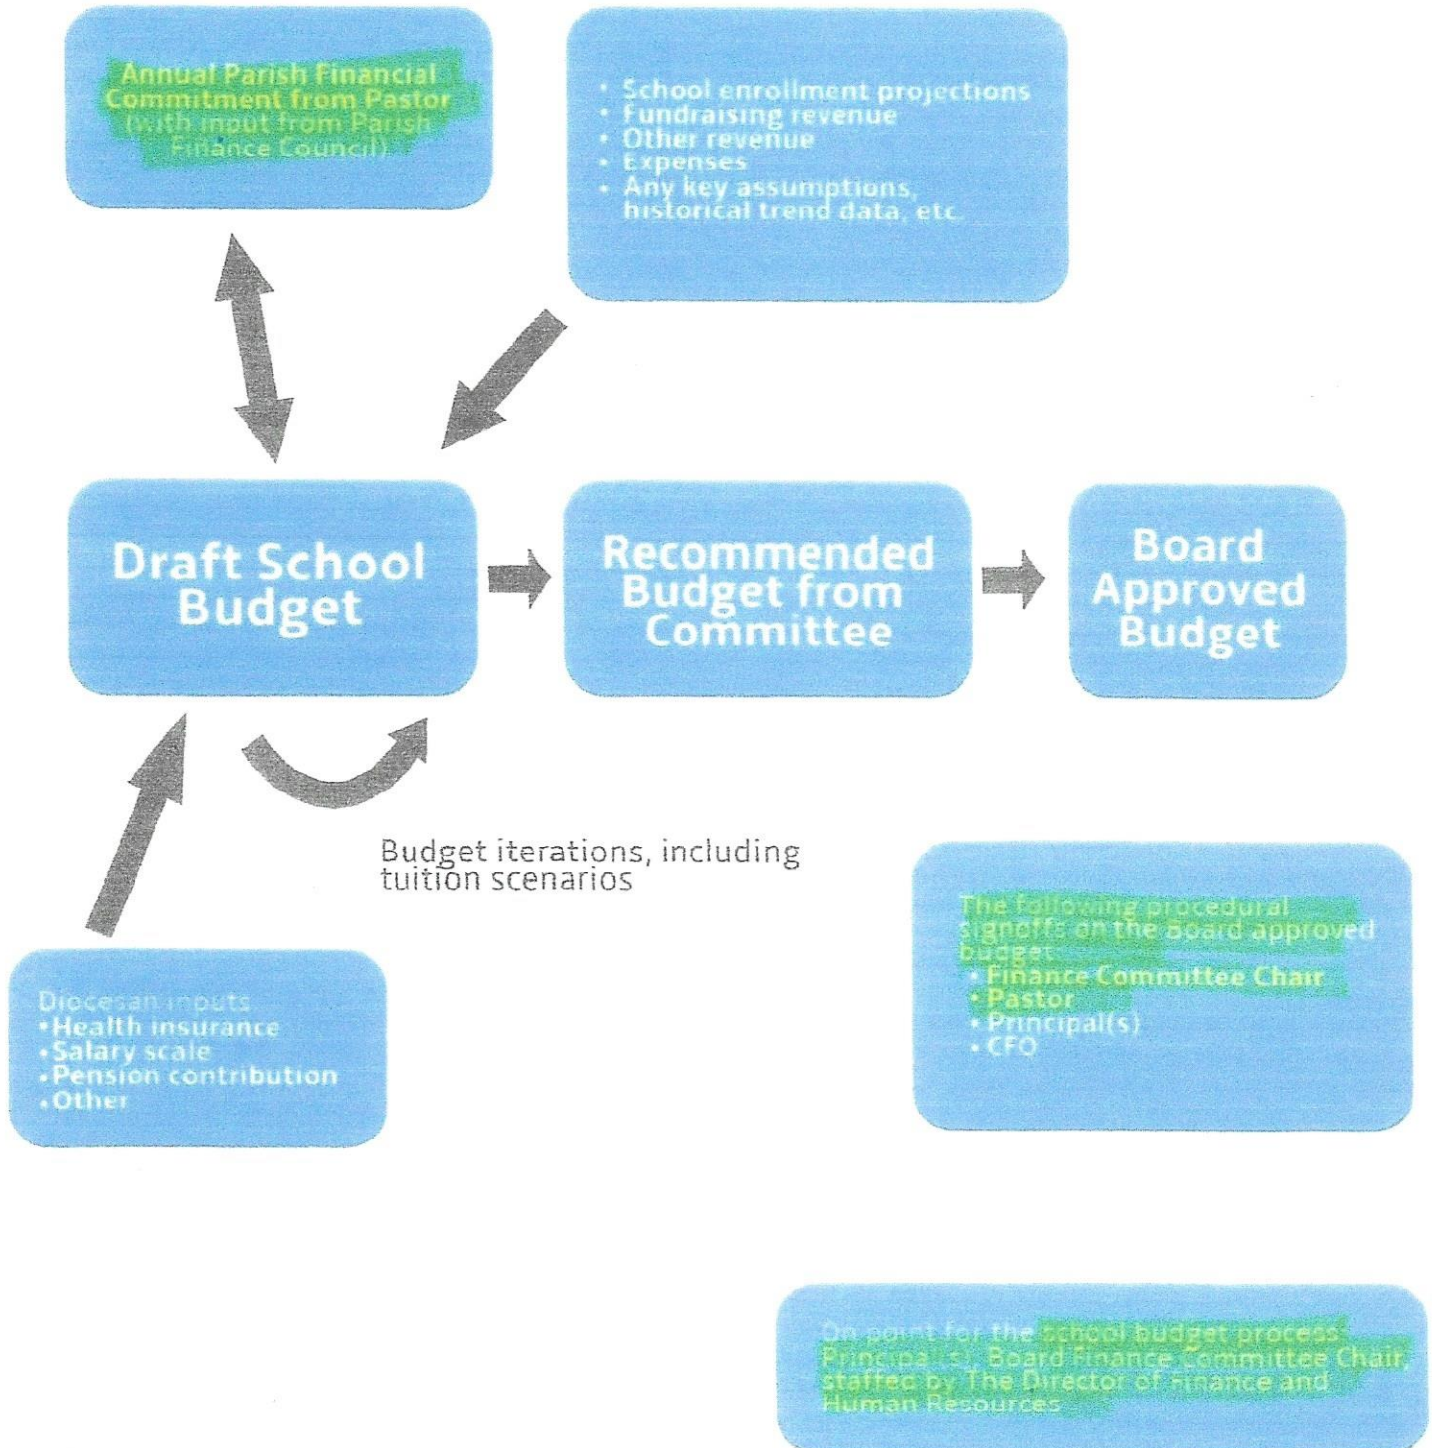 Annual Parish Financial
Commitment from Pastor
(with input from Parish
Finance Council)
• School enrollment projections
• Fundraising revenue
• Other revenue
• Expenses
• Any key assumptions,
historical trend data, etc.
Draft School
Budget
Recommended
Budget from
Committee
Board
Approved
Budget
Budget iterations, including
tuition scenarios
Diocesan inputs
• Health insurance
• Salary scale
• Pension contribution
• Other
The following procedural
signoffs on the Board approved
budget
• Finance Committee Chair
• Pastor
• Principal(s)
• CFO
On point for the school budget process
Principal(s), Board Finance Committee Chair,
staffed by The Director of Finance and
Human Resources